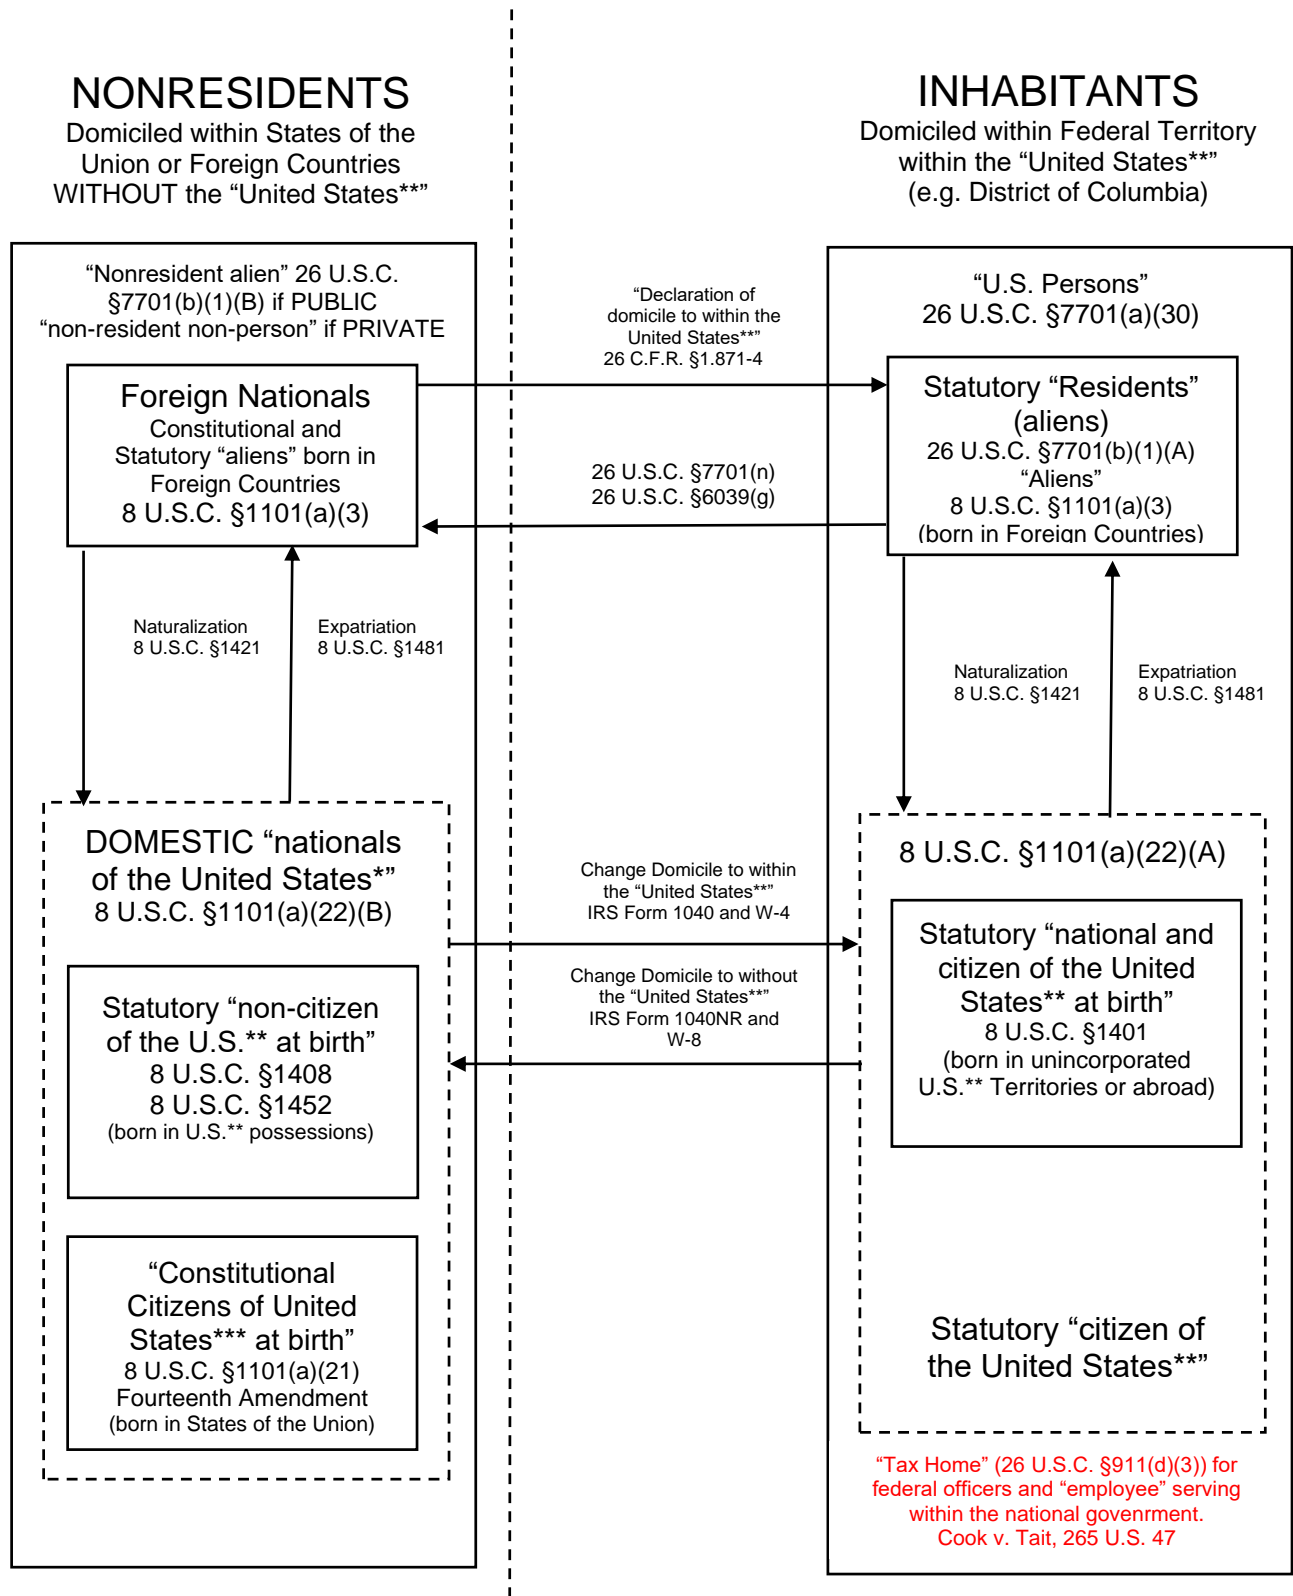 NONRESIDENTS
Domiciled within States of the
Union or Foreign Countries
WITHOUT the “United States**”
INHABITANTS
Domiciled within Federal Territory
within the “United States**”
(e.g. District of Columbia)
“Nonresident alien” 26 U.S.C.
§7701(b)(1)(B) if PUBLIC
“non-resident non-person” if PRIVATE
Foreign Nationals
Constitutional and
Statutory “aliens” born in
Foreign Countries
8 U.S.C. §1101(a)(3)
“Declaration of
domicile to within the
United States**”
26 C.F.R. §1.871-4
26 U.S.C. §7701(n)
26 U.S.C. §6039(g)
“U.S. Persons”
26 U.S.C. §7701(a)(30)
Statutory “Residents”
(aliens)
26 U.S.C. §7701(b)(1)(A)
“Aliens”
8 U.S.C. §1101(a)(3)
(born in Foreign Countries)
Naturalization
8 U.S.C. §1421
Expatriation
8 U.S.C. §1481
Naturalization
8 U.S.C. §1421
Expatriation
8 U.S.C. §1481
DOMESTIC “nationals
of the United States*”
8 U.S.C. §1101(a)(22)(B)
Statutory “non-citizen
of the U.S.** at birth”
8 U.S.C. §1408
8 U.S.C. §1452
(born in U.S.** possessions)
“Constitutional
Citizens of United
States*** at birth”
8 U.S.C. §1101(a)(21)
Fourteenth Amendment
(born in States of the Union)
Change Domicile to within
the “United States**”
IRS Form 1040 and W-4
Change Domicile to without
the “United States**”
IRS Form 1040NR and
W-8
8 U.S.C. §1101(a)(22)(A)
Statutory “national and
citizen of the United
States** at birth”
8 U.S.C. §1401
(born in unincorporated
U.S.** Territories or abroad)
Statutory “citizen of
the United States**”
“Tax Home” (26 U.S.C. §911(d)(3)) for
federal officers and “employee” serving
within the national govenrment.
Cook v. Tait, 265 U.S. 47